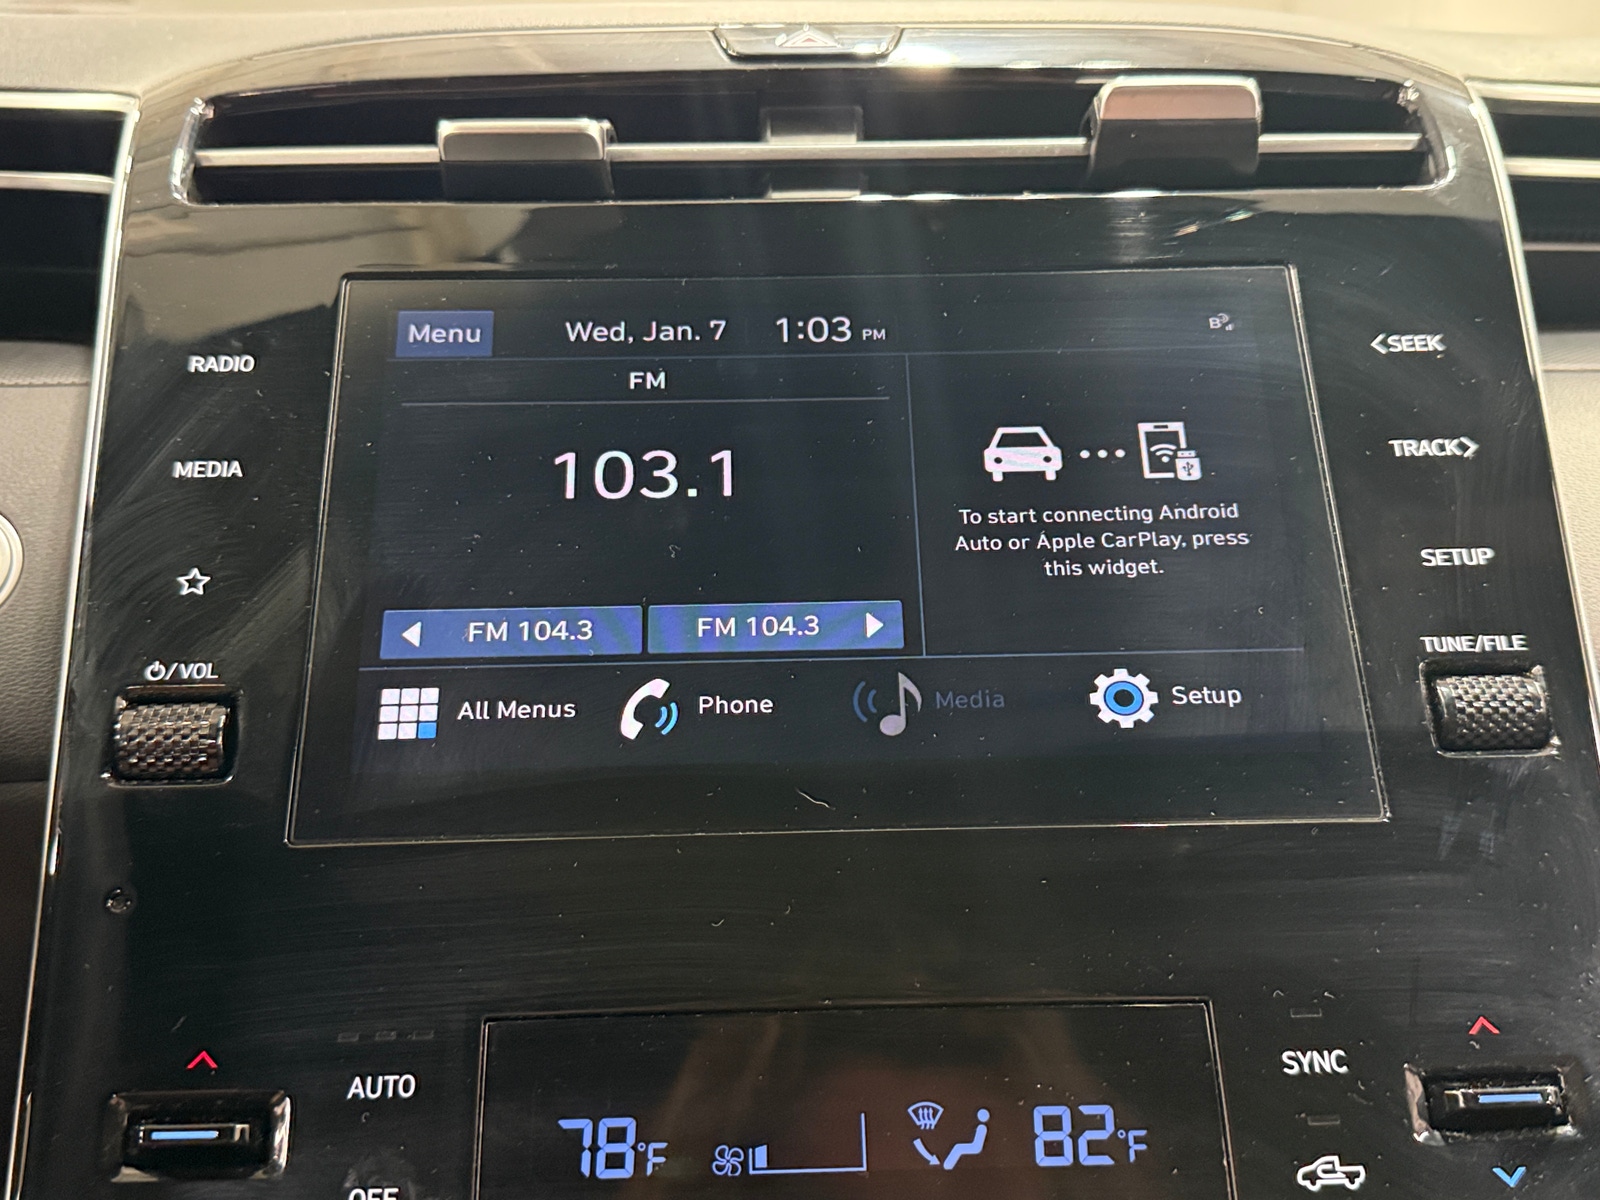 RADIO
MEDIA
/VOL
Menu
Wed, Jan. 7
1:03 PM
FM
103.1
FM 104.3
FM 104.3
To start connecting Android
Auto or Apple CarPlay, press
this widget.
All Menus
Phone
Media
Setup
<SEEK
TRACK>
SETUP
TUNE/FILE
AUTO
OFF
78°F
82°F
SYNC